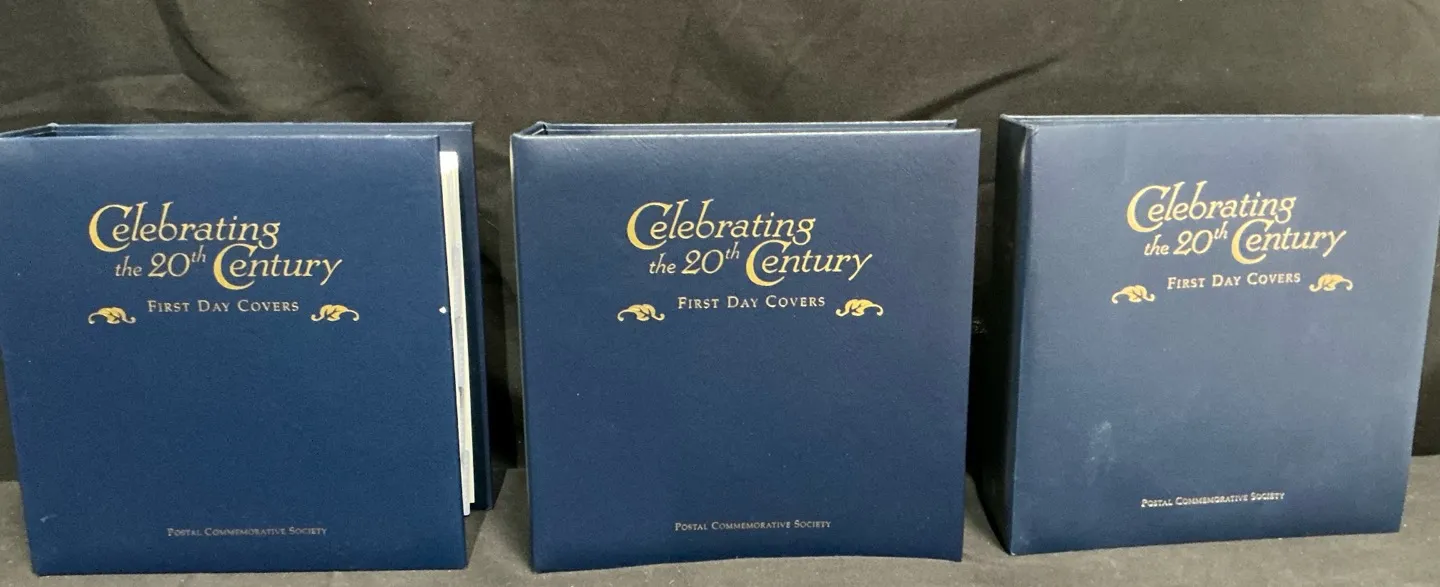 Celebrating
the 20th Century
FIRST DAY COVERS
POSTAL COMMEMORATIVE SOCIETY
Celebrating
the 20th Century
FIRST DAY COVERS
POSTAL COMMEMORATIVE SOCIETY
Celebrating
the 20th Century
FIRST DAY COVERS
POSTAL COMMEMORATIVE SOCIETY